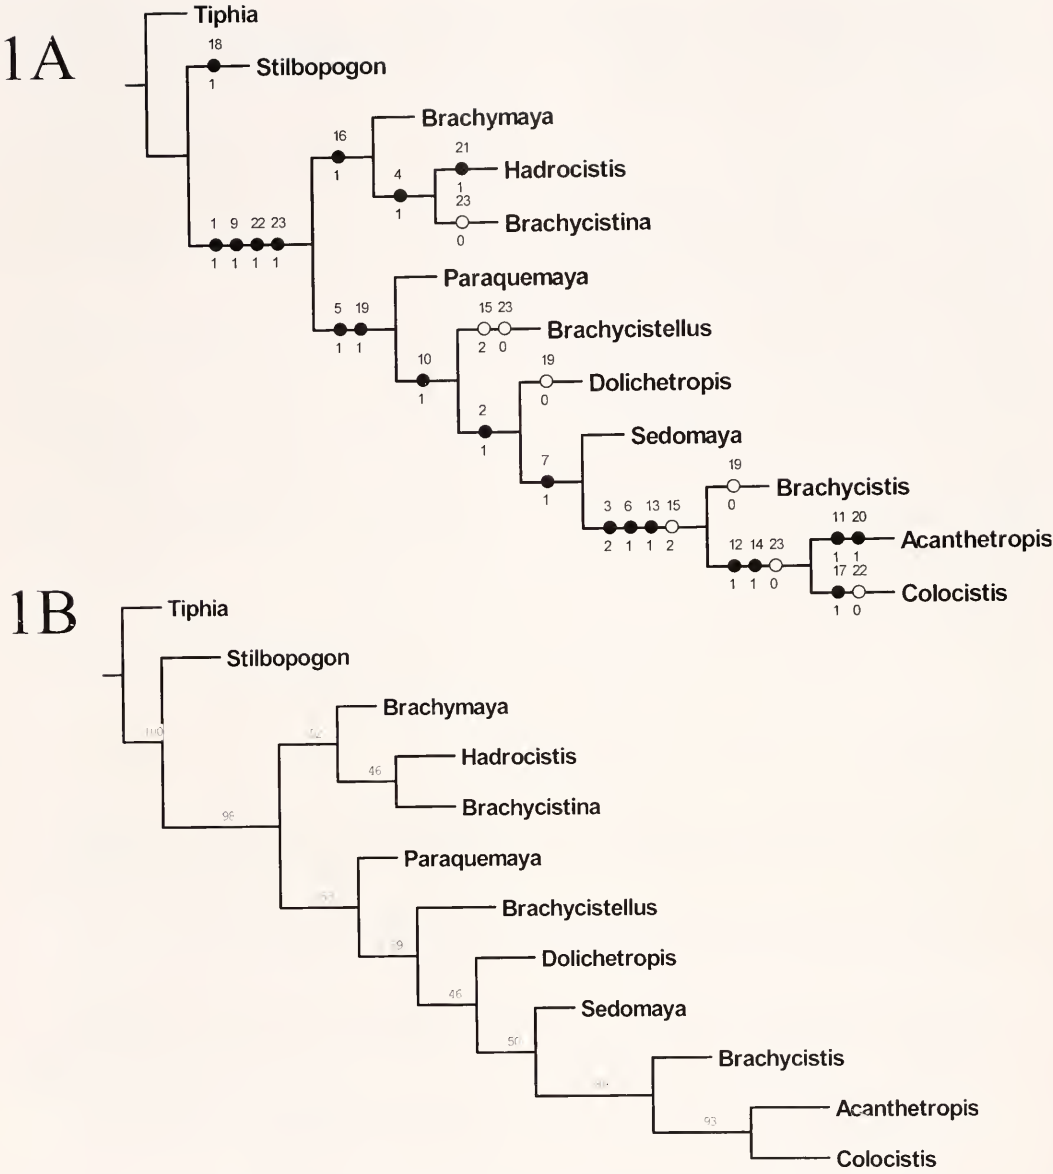 1A
Tiphia
18
Stilbopogon
1
Brachymaya
16
1
21
Hadrocistis
1
4
1
23
Brachycistina
0
1 9 22 23
1 1 1 1
Paraquemaya
5 19
1 1
15 23
Brachycistellus
2 0
10
1
19
Dolichetropis
0
2
1
Sedomaya
7
1
19
Brachycistis
0
3 6 13 15
2 1 1 2
11 20
Acanthetropis
1 1
12 14 23
1 1 0
17 22
Colocistis
1 0
1B
Tiphia
Stilbopogon
100
Brachymaya
Hadrocistis
46
Brachycistina
96
Paraquemaya
Brachycistellus
Dolichetropis
46
Sedomaya
50
Brachycistis
Acanthetropis
93
Colocistis